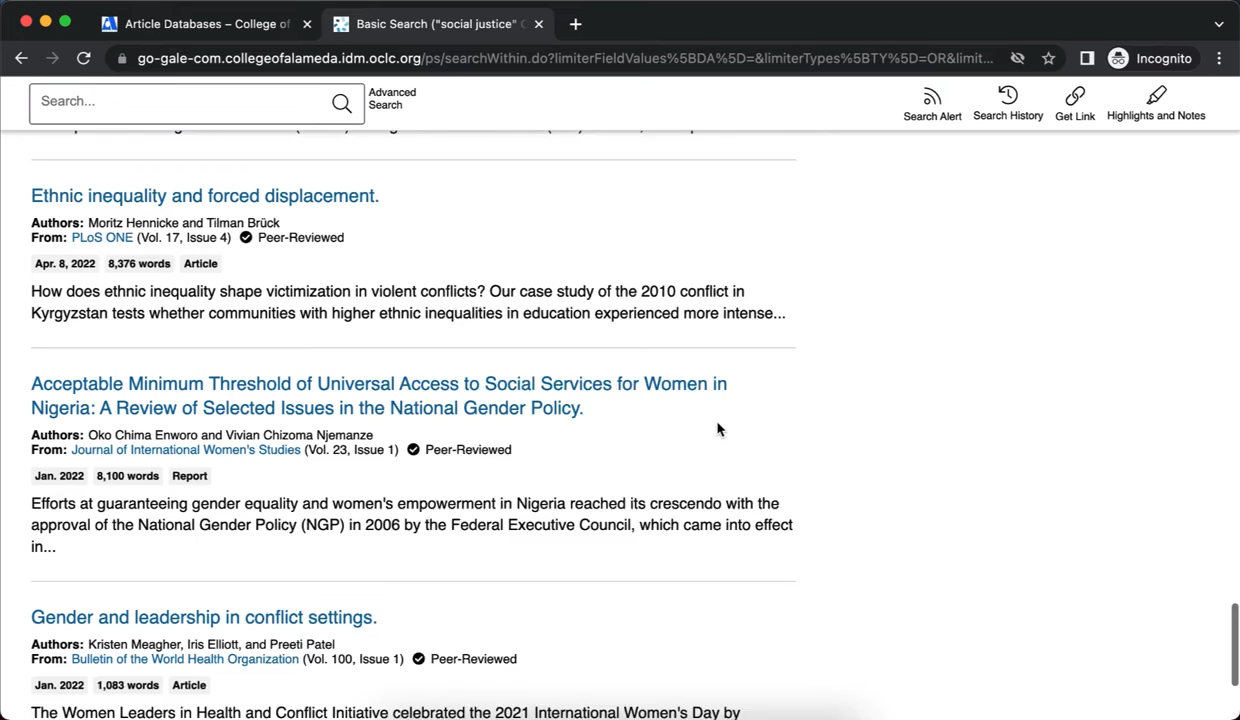 Article Databases – College of
Basic Search ("social justice"
go-gale-com.collegeofalameda.idm.oclc.org/ps/searchWithin.do?limiterFieldValues%5BDA%5D=&limiterTypes%5BTY%5D=OR&limit...
Incognito
Search...
Advanced
Search
Search Alert
Search History
Get Link
Highlights and Notes
Ethnic inequality and forced displacement.
Authors: Moritz Hennicke and Tilman Brück
From: PLoS ONE (Vol. 17, Issue 4) Peer-Reviewed
Apr. 8, 2022 8,376 words Article
How does ethnic inequality shape victimization in violent conflicts? Our case study of the 2010 conflict in
Kyrgyzstan tests whether communities with higher ethnic inequalities in education experienced more intense...
Acceptable Minimum Threshold of Universal Access to Social Services for Women in
Nigeria: A Review of Selected Issues in the National Gender Policy.
Authors: Oko Chima Enworo and Vivian Chizoma Njemanze
From: Journal of International Women's Studies (Vol. 23, Issue 1) Peer-Reviewed
Jan. 2022 8,100 words Report
Efforts at guaranteeing gender equality and women's empowerment in Nigeria reached its crescendo with the
approval of the National Gender Policy (NGP) in 2006 by the Federal Executive Council, which came into effect
in...
Gender and leadership in conflict settings.
Authors: Kristen Meagher, Iris Elliott, and Preeti Patel
From: Bulletin of the World Health Organization (Vol. 100, Issue 1) Peer-Reviewed
Jan. 2022 1,083 words Article
The Women Leaders in Health and Conflict Initiative celebrated the 2021 International Women's Day by